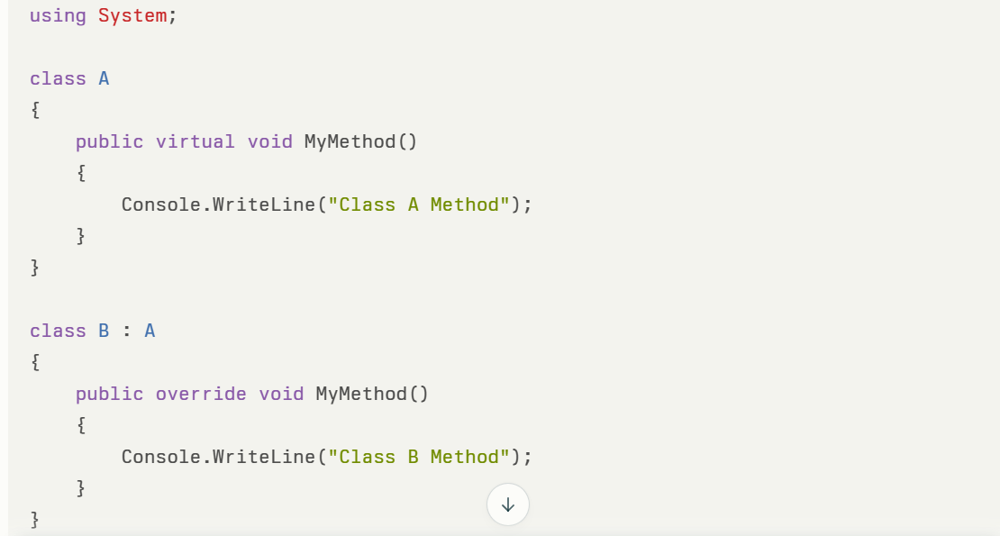 using System;

class A
{
    public virtual void MyMethod()
    {
        Console.WriteLine("Class A Method");
    }
}

class B : A
{
    public override void MyMethod()
    {
        Console.WriteLine("Class B Method");
    }
}